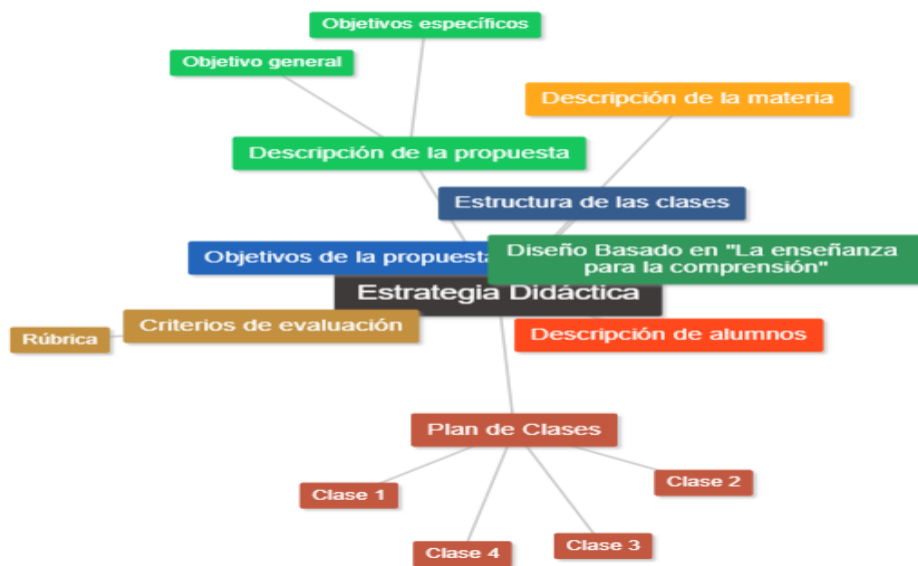 Objetivos específicos
Objetivo general
Descripción de la materia
Descripción de la propuesta
Estructura de las clases
Objetivos de la propuesta
Diseño Basado en "La enseñanza
para la comprensión"
Estrategia Didáctica
Criterios de evaluación
Rúbrica
Descripción de alumnos
Plan de Clases
Clase 1
Clase 2
Clase 4
Clase 3